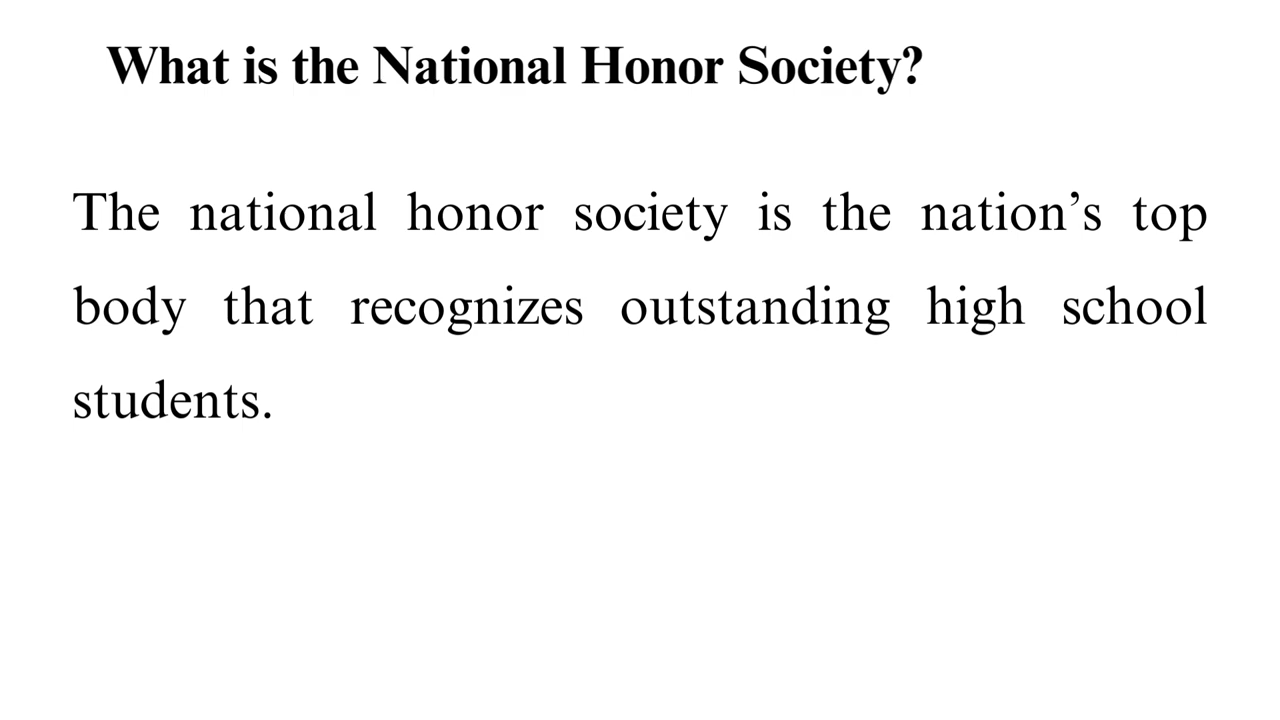 What is the National Honor Society?
The national honor society is the nation’s top
body that recognizes outstanding high school
students.